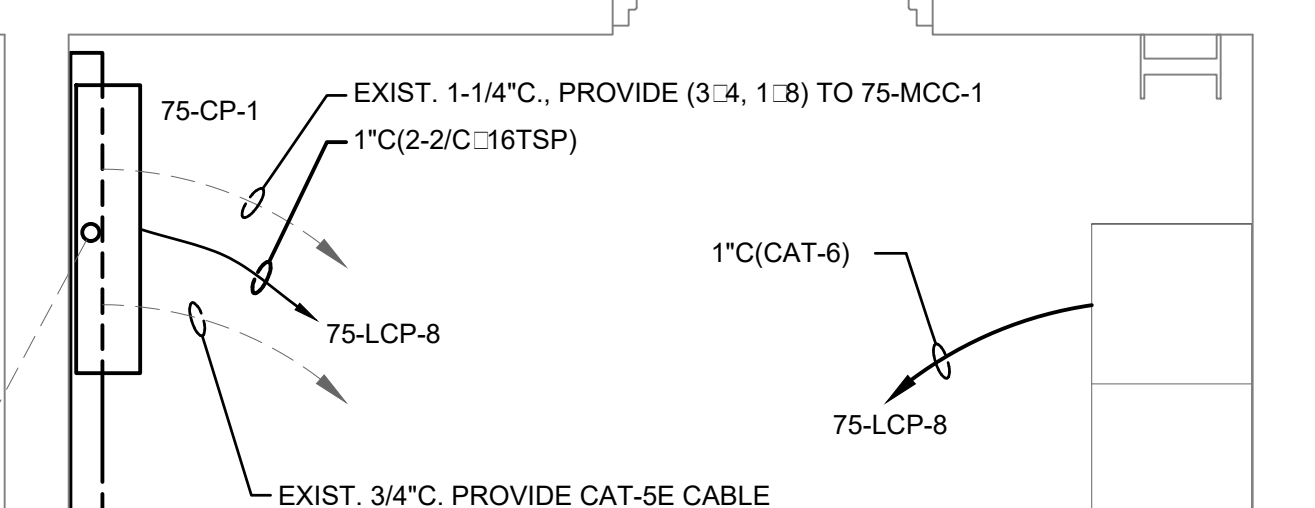 EXIST. 1-1/4"C., PROVIDE (3□4, 1□8) TO 75-MCC-1
75-CP-1
1"C(2-2/C□16TSP)
1"C(CAT-6)
75-LCP-8
75-LCP-8
EXIST. 3/4"C. PROVIDE CAT-5E CABLE